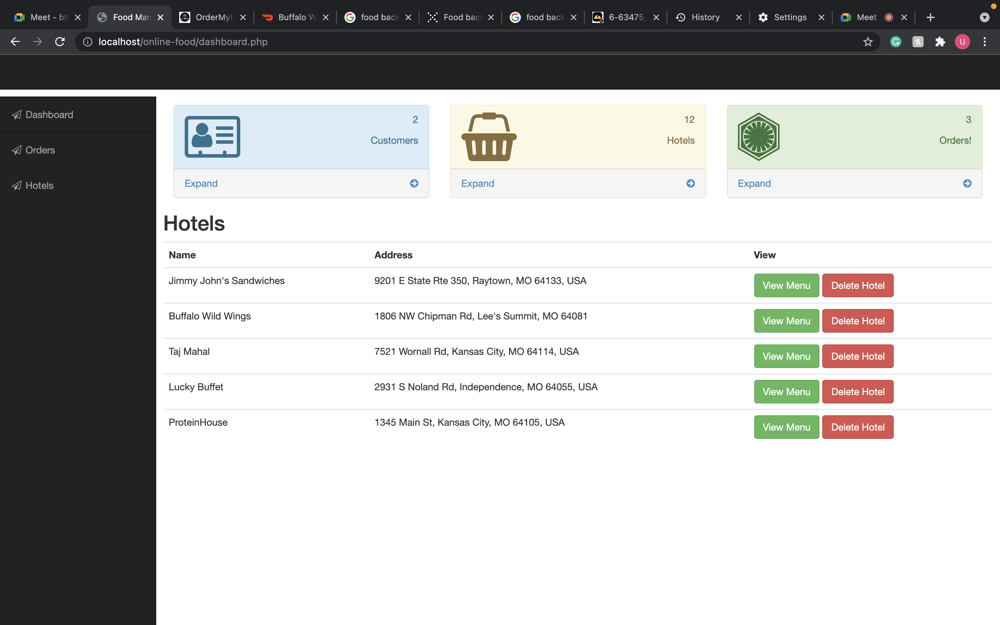 Meet - bti Food Man OrderMyF Buffalo W food back Food bac food back 6-63475_ History Settings Meet
localhost/online-food/dashboard.php U
Dashboard
Orders
Hotels
2
Customers
Expand
12
Hotels
Expand
3
Orders!
Expand
Hotels
Name Address View
Jimmy John's Sandwiches 9201 E State Rte 350, Raytown, MO 64133, USA View Menu Delete Hotel
Buffalo Wild Wings 1806 NW Chipman Rd, Lee's Summit, MO 64081 View Menu Delete Hotel
Taj Mahal 7521 Wornall Rd, Kansas City, MO 64114, USA View Menu Delete Hotel
Lucky Buffet 2931 S Noland Rd, Independence, MO 64055, USA View Menu Delete Hotel
ProteinHouse 1345 Main St, Kansas City, MO 64105, USA View Menu Delete Hotel